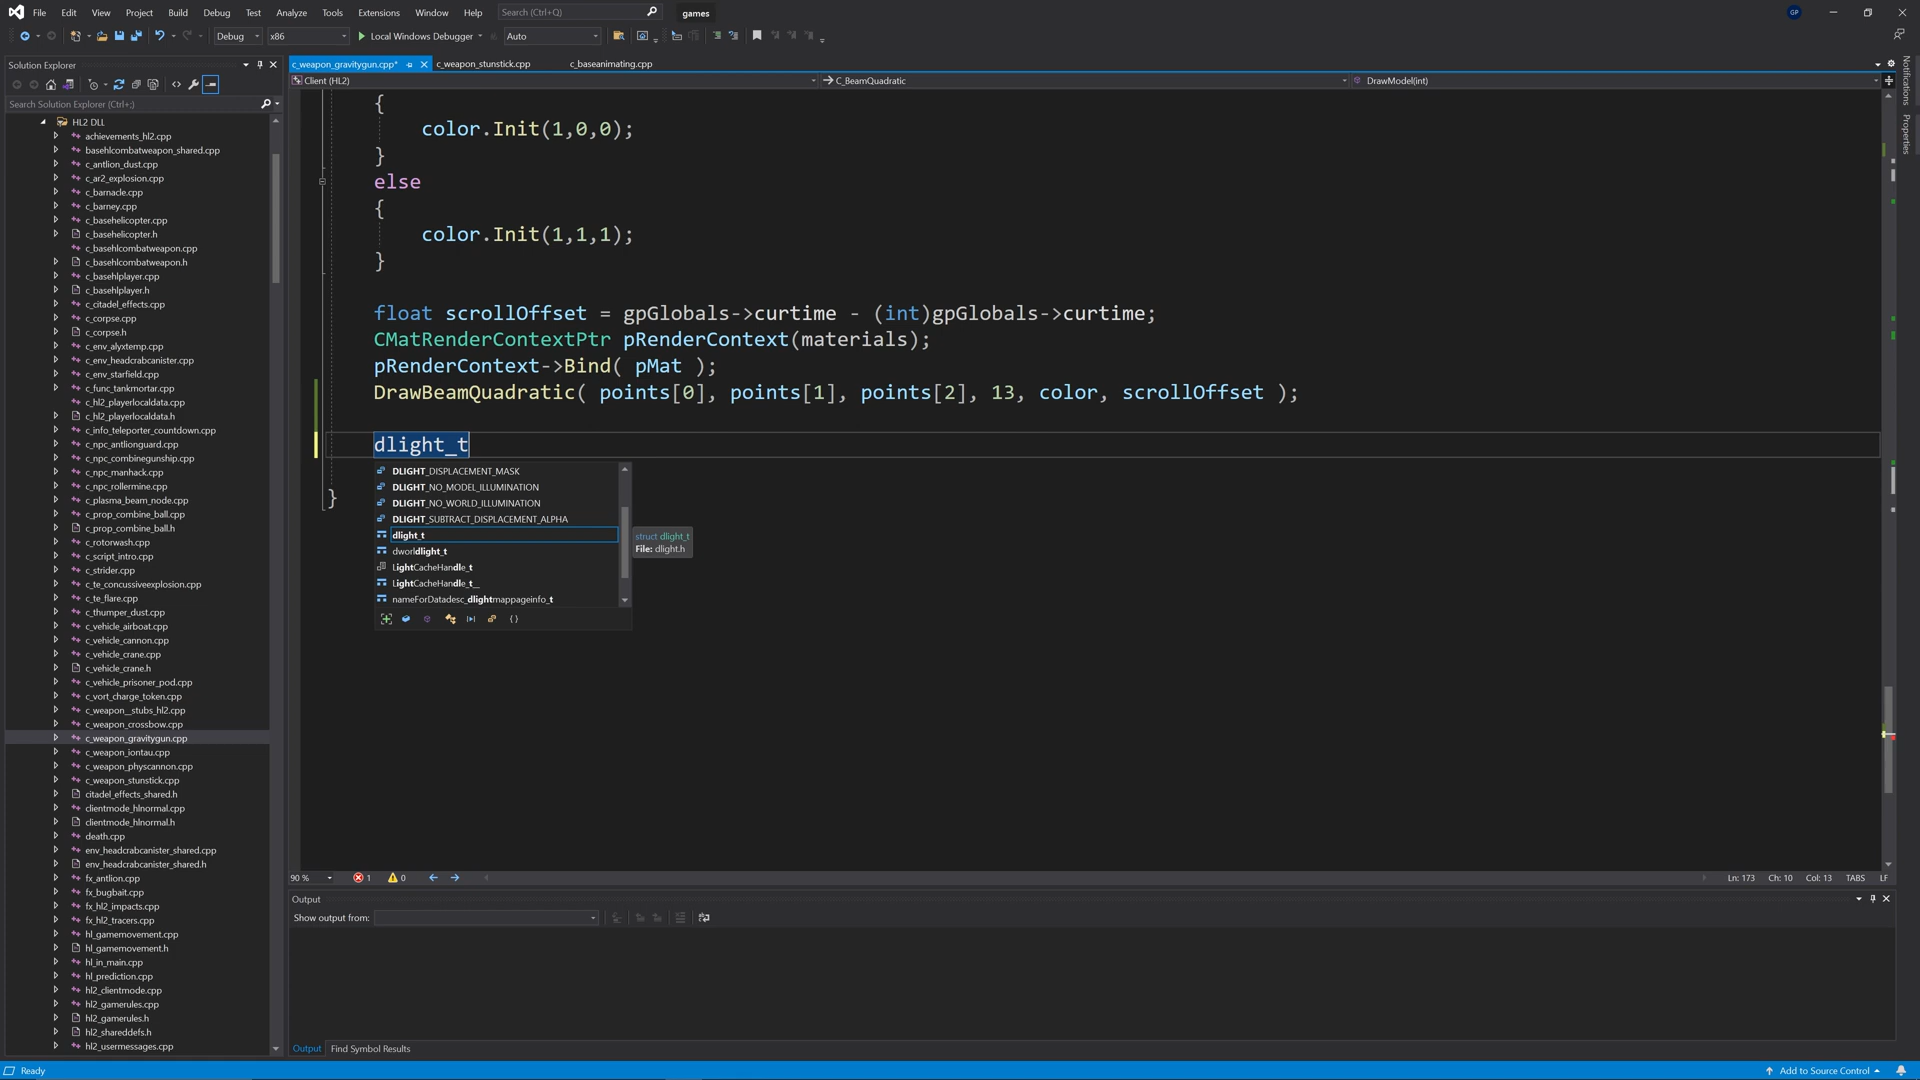 File Edit View Project Build Debug Test Analyze Tools Extensions Window Help Search (Ctrl+Q) games GP
Debug x86 Local Windows Debugger Auto
Solution Explorer
c_weapon_gravitygun.cpp* c_weapon_stunstick.cpp c_baseanimating.cpp
Client (HL2) C_BeamQuadratic DrawModel(int)
Search Solution Explorer (Ctrl+;)
HL2 DLL
achievements_hl2.cpp
basehlcombatweapon_shared.cpp
c_antlion_dust.cpp
c_ar2_explosion.cpp
c_barnacle.cpp
c_barney.cpp
c_basehelicopter.cpp
c_basehelicopter.h
c_basehlcombatweapon.cpp
c_basehlcombatweapon.h
c_basehlplayer.cpp
c_basehlplayer.h
c_citadel_effects.cpp
c_corpse.cpp
c_corpse.h
c_env_alyxtemp.cpp
c_env_headcrabcanister.cpp
c_env_starfield.cpp
c_func_tankmortar.cpp
c_hl2_playerlocaldata.cpp
c_hl2_playerlocaldata.h
c_info_teleporter_countdown.cpp
c_npc_antlionguard.cpp
c_npc_combinegunship.cpp
c_npc_manhack.cpp
c_npc_rollermine.cpp
c_plasma_beam_node.cpp
c_prop_combine_ball.cpp
c_prop_combine_ball.h
c_rotorwash.cpp
c_script_intro.cpp
c_strider.cpp
c_te_concussiveexplosion.cpp
c_te_flare.cpp
c_thumper_dust.cpp
c_vehicle_airboat.cpp
c_vehicle_cannon.cpp
c_vehicle_crane.cpp
c_vehicle_crane.h
c_vehicle_prisoner_pod.cpp
c_vort_charge_token.cpp
c_weapon__stubs_hl2.cpp
c_weapon_crossbow.cpp
c_weapon_gravitygun.cpp
c_weapon_iontau.cpp
c_weapon_physcannon.cpp
c_weapon_stunstick.cpp
citadel_effects_shared.h
clientmode_hlnormal.cpp
clientmode_hlnormal.h
death.cpp
env_headcrabcanister_shared.cpp
env_headcrabcanister_shared.h
fx_antlion.cpp
fx_bugbait.cpp
fx_hl2_impacts.cpp
fx_hl2_tracers.cpp
hl_gamemovement.cpp
hl_gamemovement.h
hl_in_main.cpp
hl_prediction.cpp
hl2_clientmode.cpp
hl2_gamerules.cpp
hl2_gamerules.h
hl2_shareddefs.h
hl2_usermessages.cpp
{
color.Init(1,0,0);
}
else
{
color.Init(1,1,1);
}
float scrollOffset = gpGlobals->curtime - (int)gpGlobals->curtime;
CMatRenderContextPtr pRenderContext(materials);
pRenderContext->Bind( pMat );
DrawBeamQuadratic( points[0], points[1], points[2], 13, color, scrollOffset );
dlight_t
DLIGHT_DISPLACEMENT_MASK
DLIGHT_NO_MODEL_ILLUMINATION
DLIGHT_NO_WORLD_ILLUMINATION
DLIGHT_SUBTRACT_DISPLACEMENT_ALPHA
dlight_t
dworldlight_t
LightCacheHandle_t
LightCacheHandle_t__
nameForDatadesc_dlightmappageinfo_t
struct dlight_t
File: dlight.h
}
90 % 1 0 Ln: 173 Ch: 10 Col: 13 TABS LF
Output
Show output from:
Output Find Symbol Results
Notifications
Properties
Ready Add to Source Control